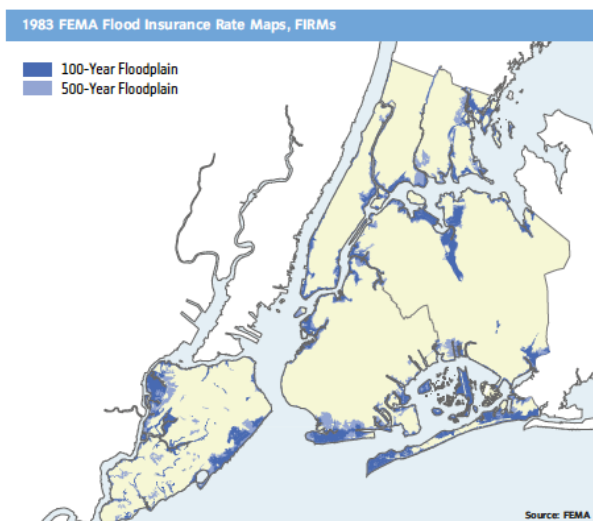 1983 FEMA Flood Insurance Rate Maps, FIRMs
100-Year Floodplain
500-Year Floodplain
Source: FEMA